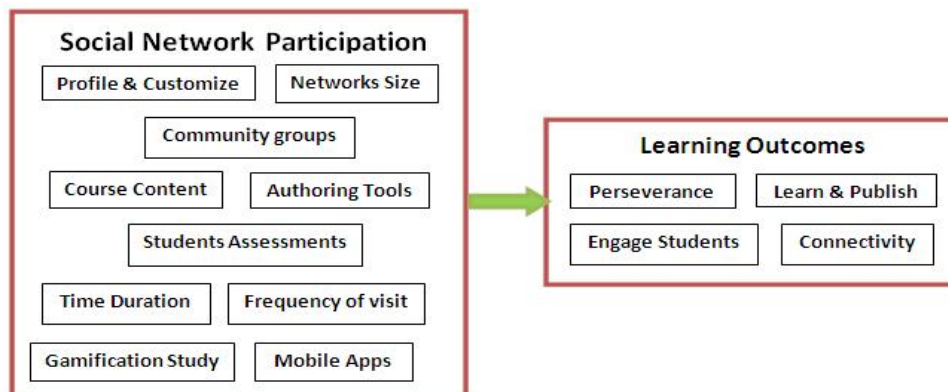 Social Network Participation
Profile & Customize
Networks Size
Community groups
Course Content
Authoring Tools
Students Assessments
Time Duration
Frequency of visit
Gamification Study
Mobile Apps
Learning Outcomes
Perseverance
Learn & Publish
Engage Students
Connectivity